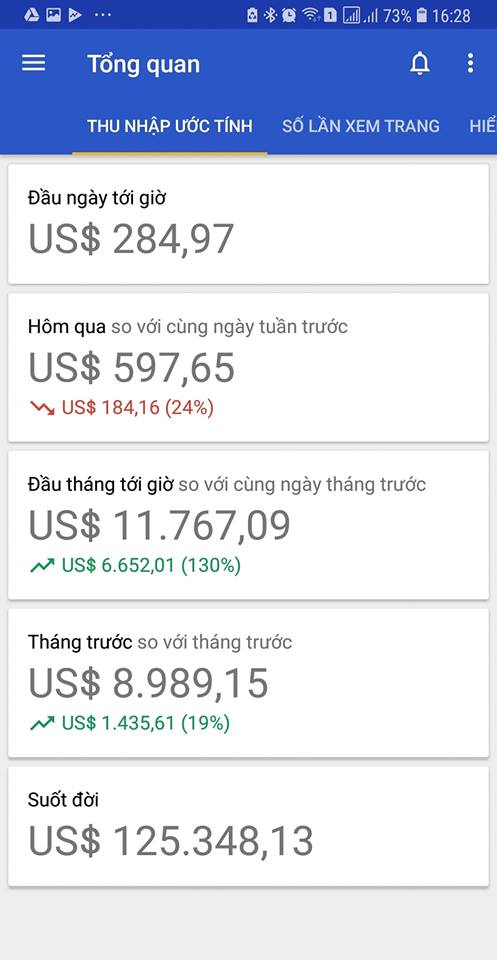 73% 16:28
Tổng quan
THU NHẬP ƯỚC TÍNH SỐ LẦN XEM TRANG HIỂ
Đầu ngày tới giờ
US$ 284,97
Hôm qua so với cùng ngày tuần trước
US$ 597,65
US$ 184,16 (24%)
Đầu tháng tới giờ so với cùng ngày tháng trước
US$ 11.767,09
US$ 6.652,01 (130%)
Tháng trước so với tháng trước
US$ 8.989,15
US$ 1.435,61 (19%)
Suốt đời
US$ 125.348,13